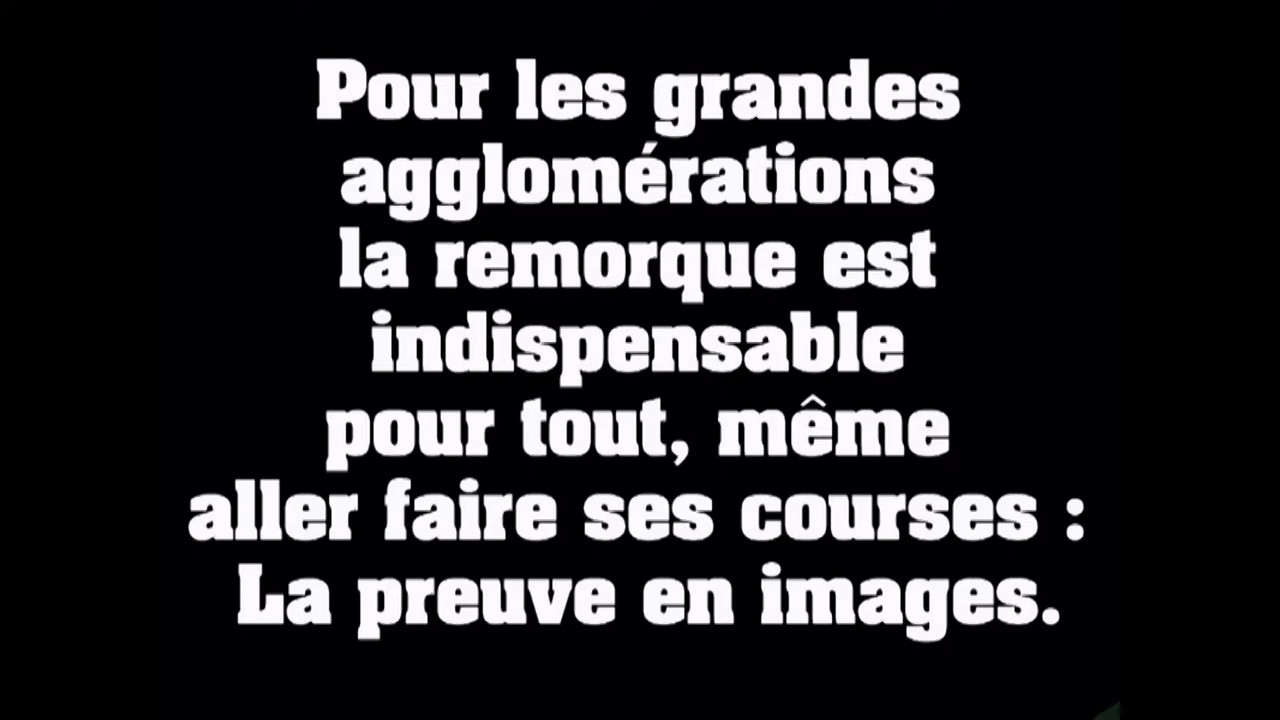 Pour les grandes
agglomérations
la remorque est
indispensable
pour tout, même
aller faire ses courses :
La preuve en images.